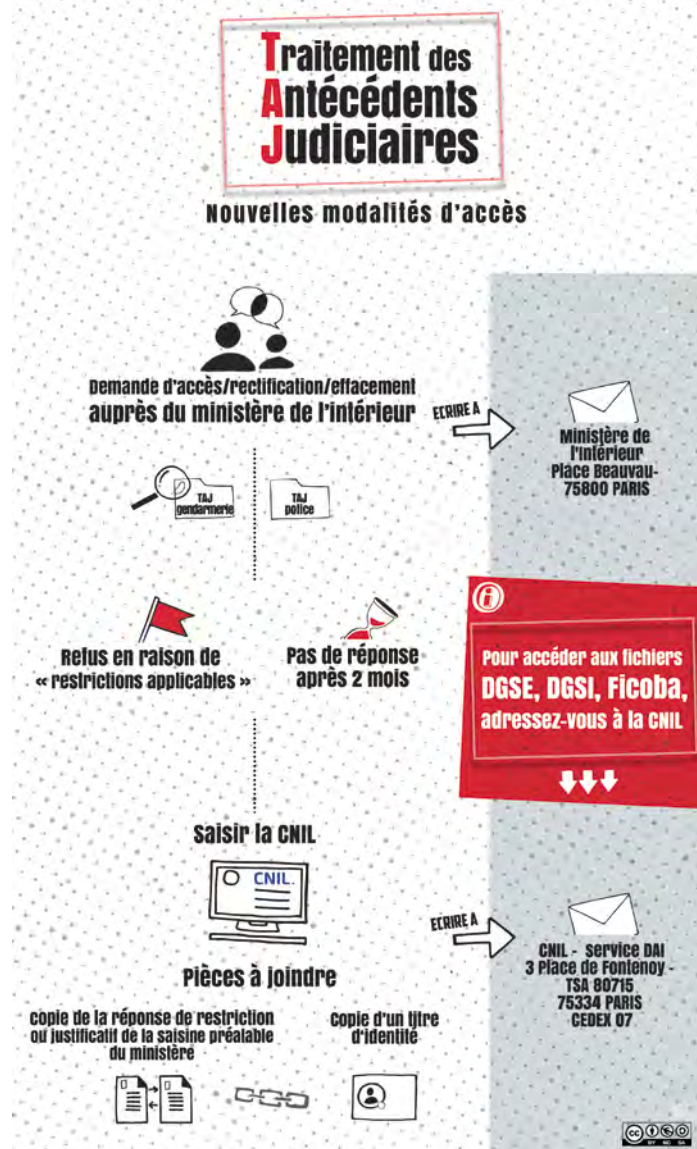 Traitement des
Antécédents
Judiciaires
Nouvelles modalités d'accès
Demande d'accès/rectification/effacement
auprès du ministère de l'intérieur
ECRIRE A
Ministère de
l'Intérieur
Place Beauvau-
75800 PARIS
TAJ
gendarmerie
TAJ
police
Refus en raison de
« restrictions applicables »
Pas de réponse
après 2 mois
i
Pour accéder aux fichiers
DGSE, DGSI, Ficoba,
adressez-vous à la CNIL
Saisir la CNIL
CNIL.
ECRIRE A
CNIL - Service DAI
3 Place de Fontenoy -
TSA 80715
75334 PARIS
CEDEX 07
Pièces à joindre
copie de la réponse de restriction
ou justificatif de la saisine préalable
du ministère
copie d'un titre
d'identité
cc
BY NC SA